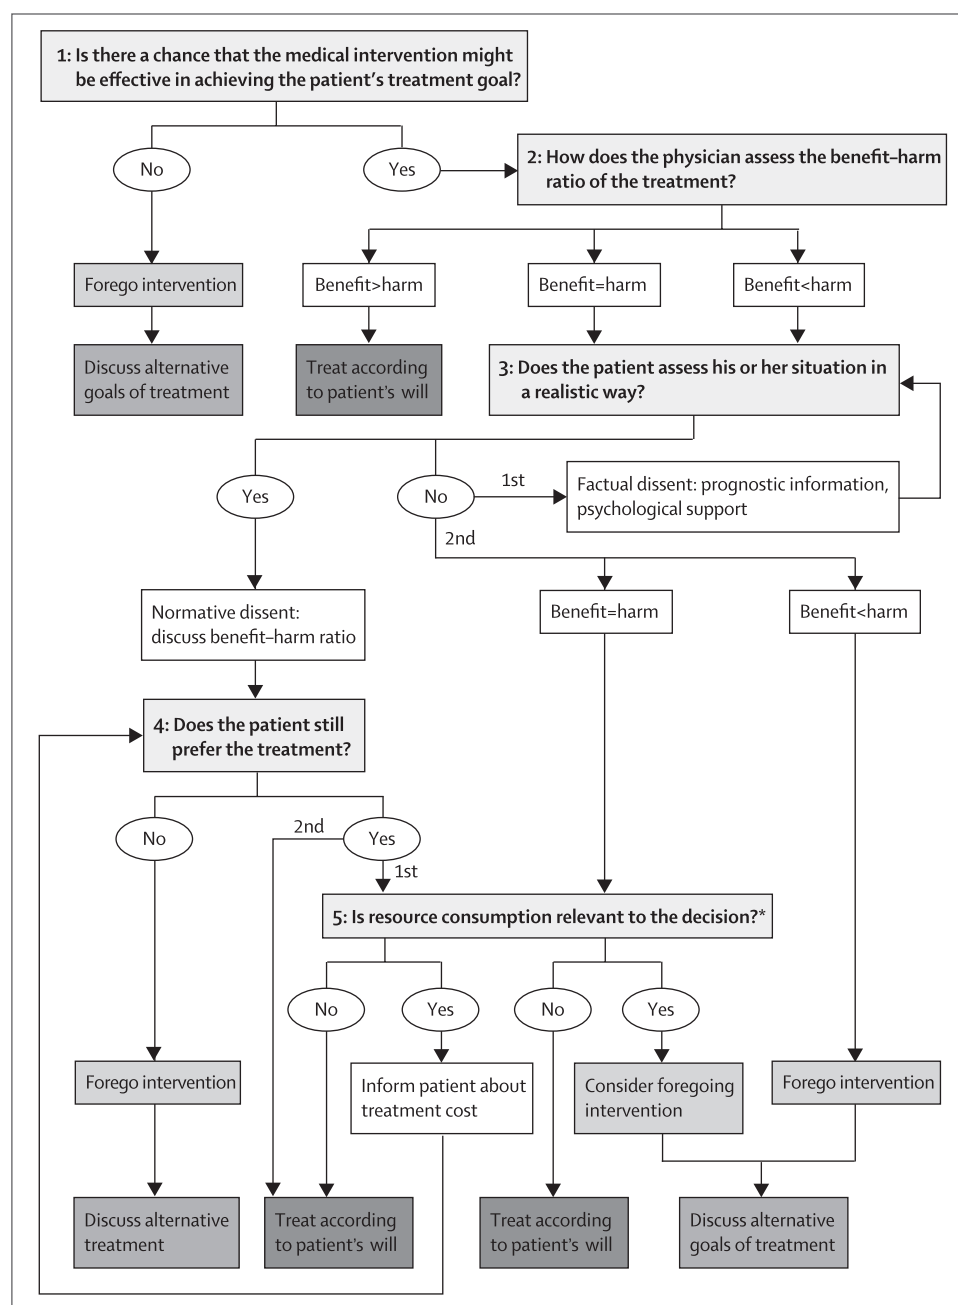 1: Is there a chance that the medical intervention might
be effective in achieving the patient's treatment goal?
No
Yes
2: How does the physician assess the benefit–harm
ratio of the treatment?
Forego intervention
Benefit>harm
Benefit=harm
Benefit<harm
Discuss alternative
goals of treatment
Treat according
to patient's will
3: Does the patient assess his or her situation in
a realistic way?
Yes
No
1st
Factual dissent: prognostic information,
psychological support
2nd
Normative dissent:
discuss benefit–harm ratio
Benefit=harm
Benefit<harm
4: Does the patient still
prefer the treatment?
No
2nd
Yes
1st
5: Is resource consumption relevant to the decision?*
No
Yes
No
Yes
Forego intervention
Inform patient about
treatment cost
Consider foregoing
intervention
Forego intervention
Discuss alternative
treatment
Treat according
to patient's will
Treat according
to patient's will
Discuss alternative
goals of treatment